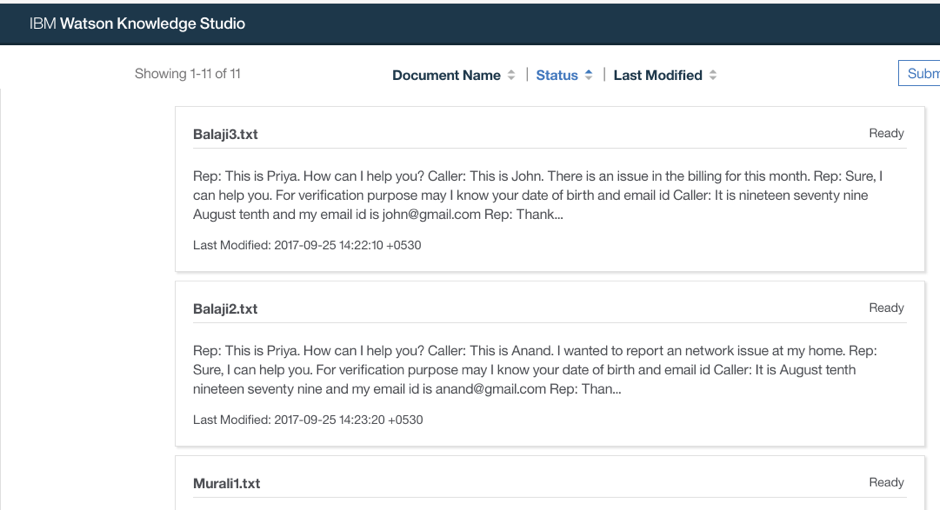 IBM Watson Knowledge Studio
Showing 1-11 of 11
Document Name | Status | Last Modified
Balaji3.txt Ready
Rep: This is Priya. How can I help you? Caller: This is John. There is an issue in the billing for this month. Rep: Sure, I
can help you. For verification purpose may I know your date of birth and email id Caller: It is nineteen seventy nine
August tenth and my email id is john@gmail.com Rep: Thank...
Last Modified: 2017-09-25 14:22:10 +0530
Balaji2.txt Ready
Rep: This is Priya. How can I help you? Caller: This is Anand. I wanted to report an network issue at my home. Rep:
Sure, I can help you. For verification purpose may I know your date of birth and email id Caller: It is August tenth
nineteen seventy nine and my email id is anand@gmail.com Rep: Than...
Last Modified: 2017-09-25 14:23:20 +0530
Murali1.txt Ready